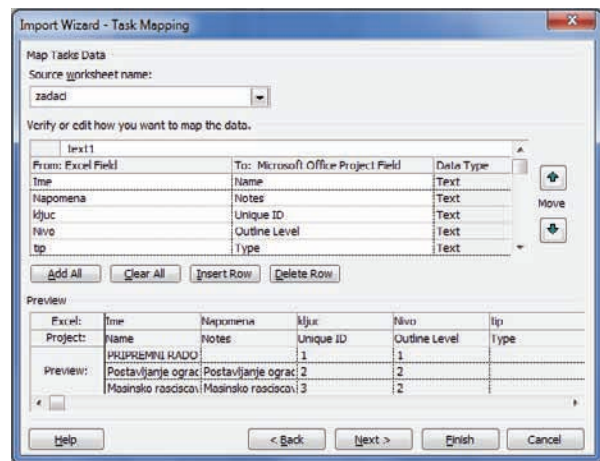 Import Wizard - Task Mapping
Map Tasks Data
Source worksheet name:
zadaci
Verify or edit how you want to map the data.
text1
From: Excel Field To: Microsoft Office Project Field Data Type
Ime Name Text
Napomena Notes Text
kljuc Unique ID Text
Nivo Outline Level Text
tip Type Text
Move
Add All Clear All Insert Row Delete Row
Preview
Excel: Ime Napomena kljuc Nivo tip
Project: Name Notes Unique ID Outline Level Type
PRIPREMNI RADO 1 1
Preview: Postavljanje ograc Postavljanje ograc 2 2
Masinsko rasciscav Masinsko rasciscav 3 2
Help < Back Next > Finish Cancel